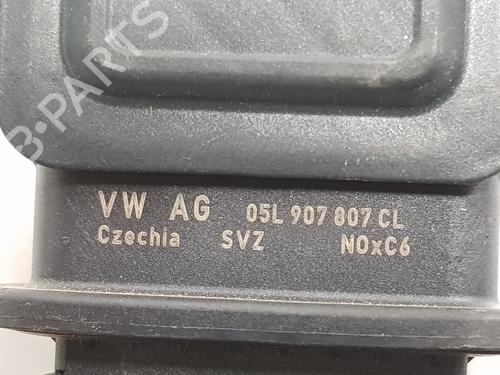 B-PARTS
VW AG 05L 907 807 CL
Czechia SVZ NOxC6